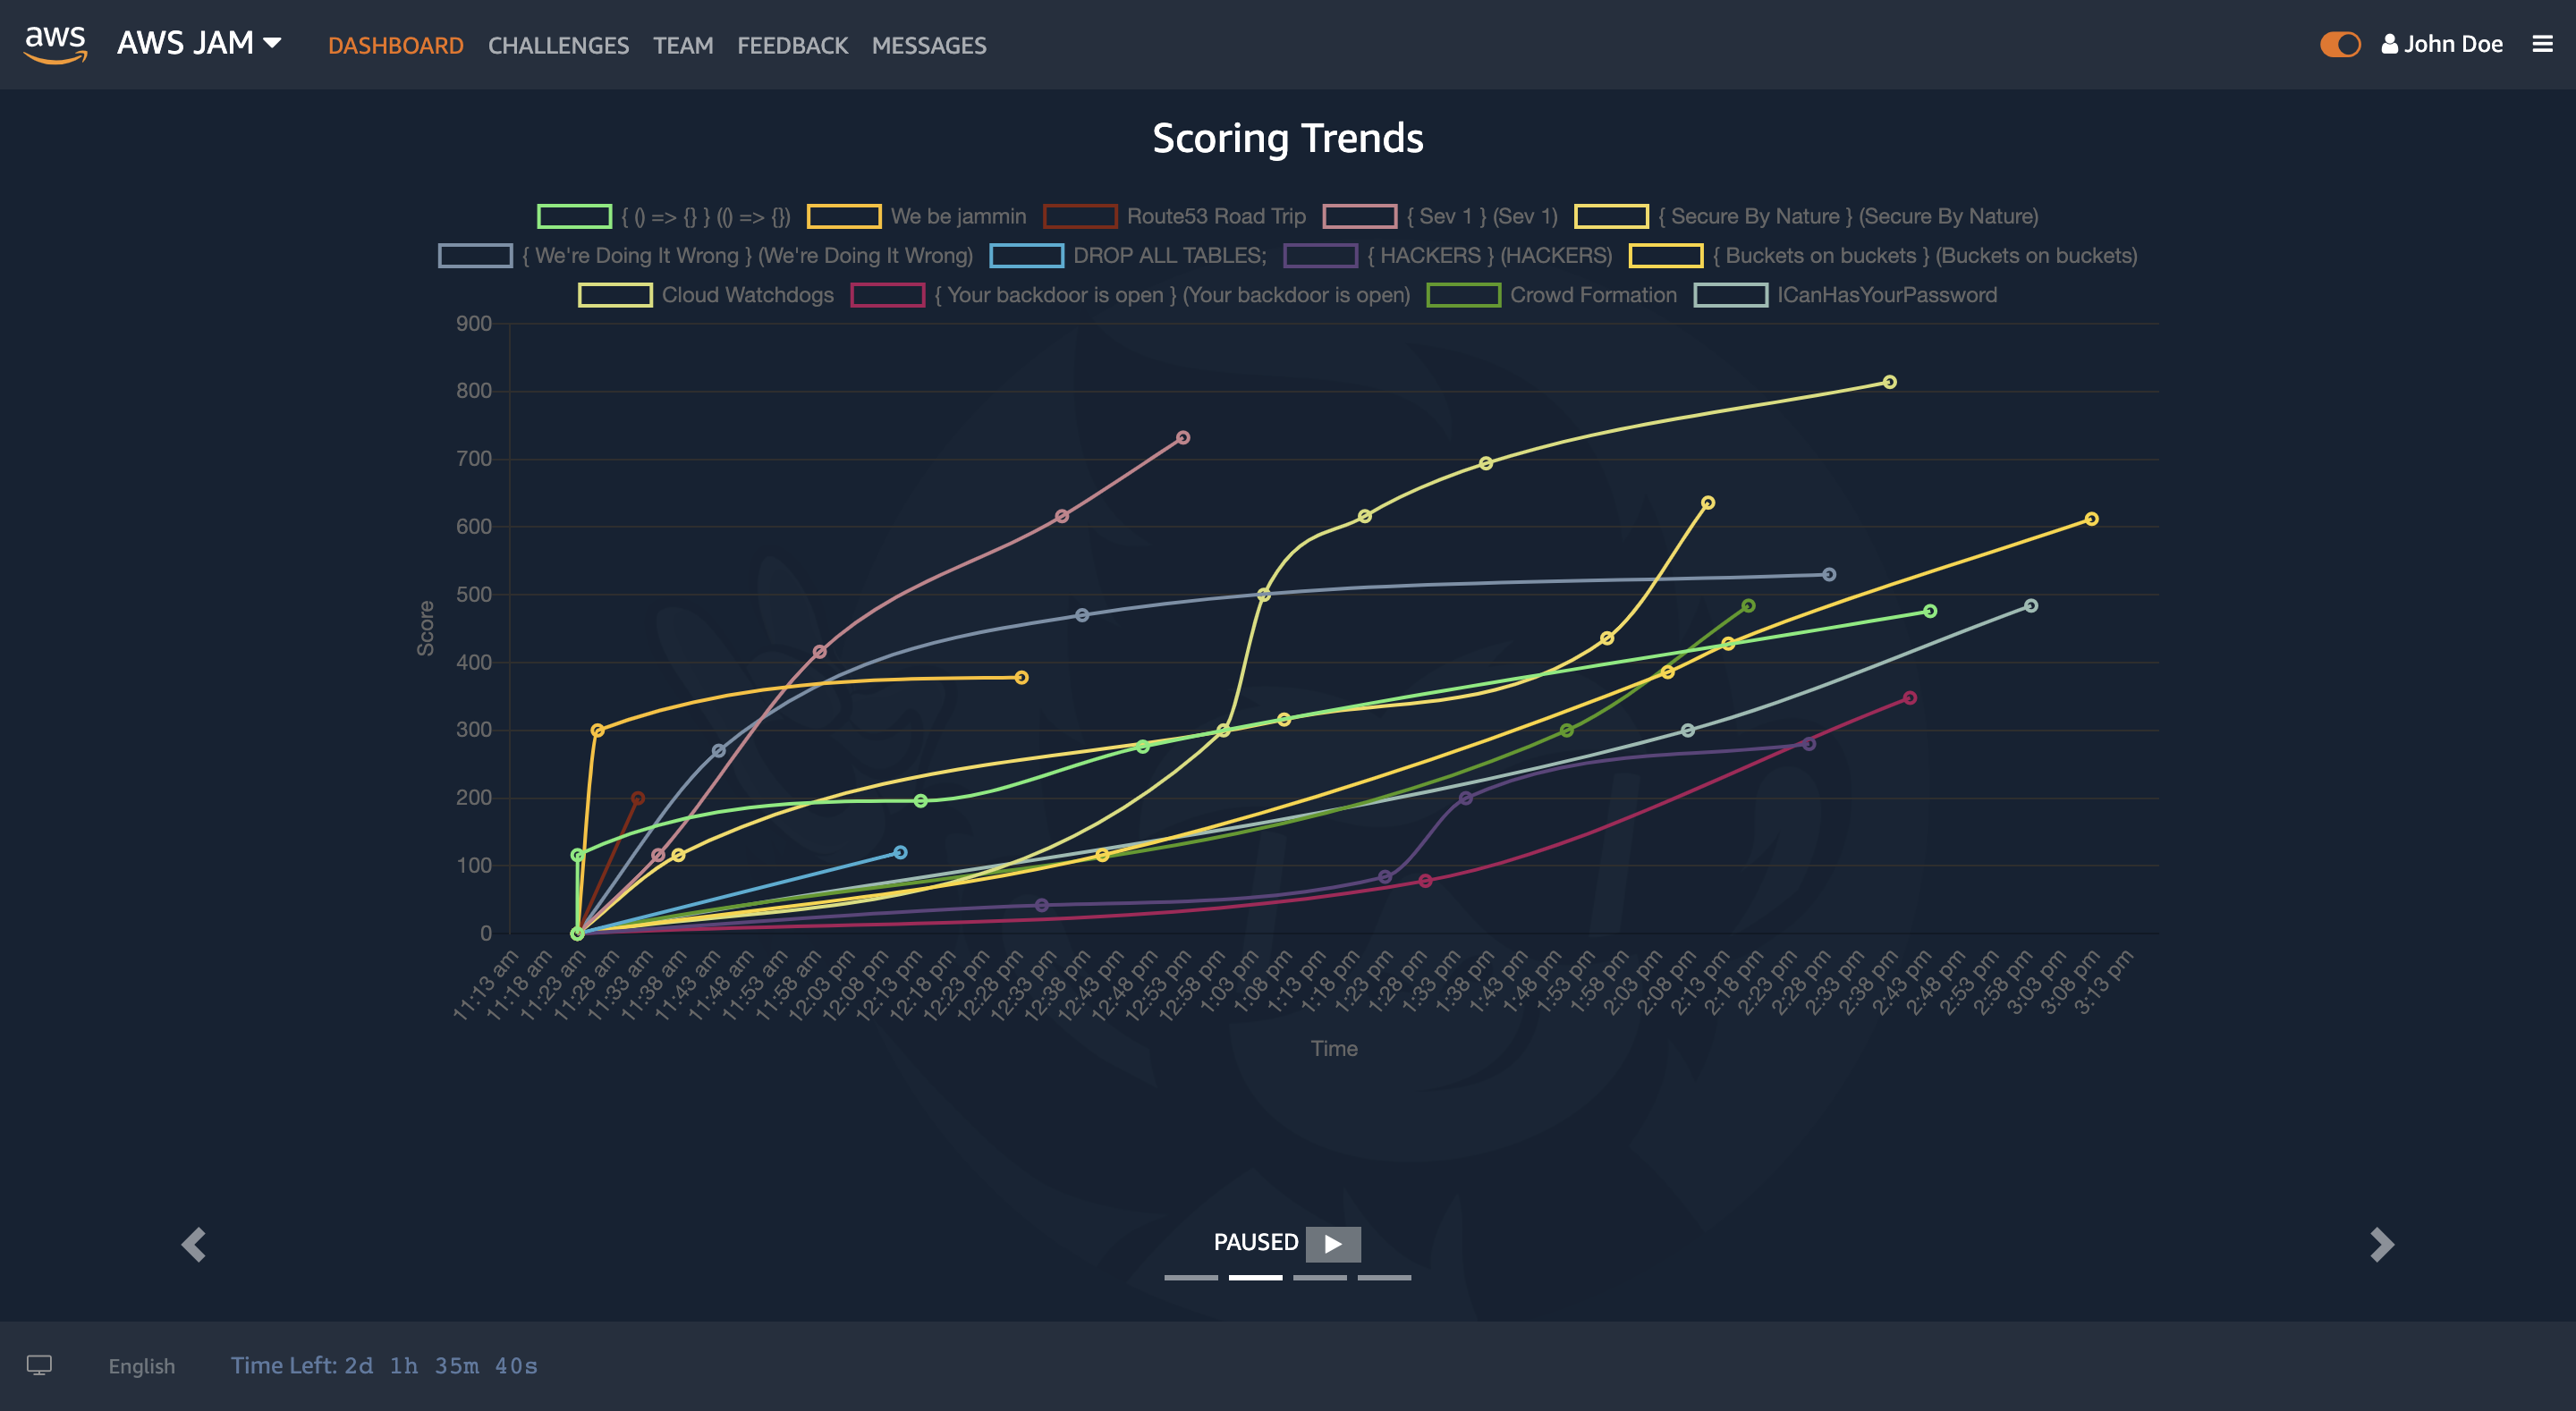 aws AWS JAM DASHBOARD CHALLENGES TEAM FEEDBACK MESSAGES John Doe
Scoring Trends
{ () => {} } (() => {}) We be jammin Route53 Road Trip { Sev 1 } (Sev 1) { Secure By Nature } (Secure By Nature)
{ We're Doing It Wrong } (We're Doing It Wrong) DROP ALL TABLES; { HACKERS } (HACKERS) { Buckets on buckets } (Buckets on buckets)
Cloud Watchdogs { Your backdoor is open } (Your backdoor is open) Crowd Formation ICanHasYourPassword
900
800
700
600
500
400
300
200
100
0
Score
11:13 am 11:18 am 11:23 am 11:28 am 11:33 am 11:38 am 11:43 am 11:48 am 11:53 am 11:58 am 12:03 pm 12:08 pm 12:13 pm 12:18 pm 12:23 pm 12:28 pm 12:33 pm 12:38 pm 12:43 pm 12:48 pm 12:53 pm 12:58 pm 1:03 pm 1:08 pm 1:13 pm 1:18 pm 1:23 pm 1:28 pm 1:33 pm 1:38 pm 1:43 pm 1:48 pm 1:53 pm 1:58 pm 2:03 pm 2:08 pm 2:13 pm 2:18 pm 2:23 pm 2:28 pm 2:33 pm 2:38 pm 2:43 pm 2:48 pm 2:53 pm 2:58 pm 3:03 pm 3:08 pm 3:13 pm
Time
PAUSED
English Time Left: 2d 1h 35m 40s